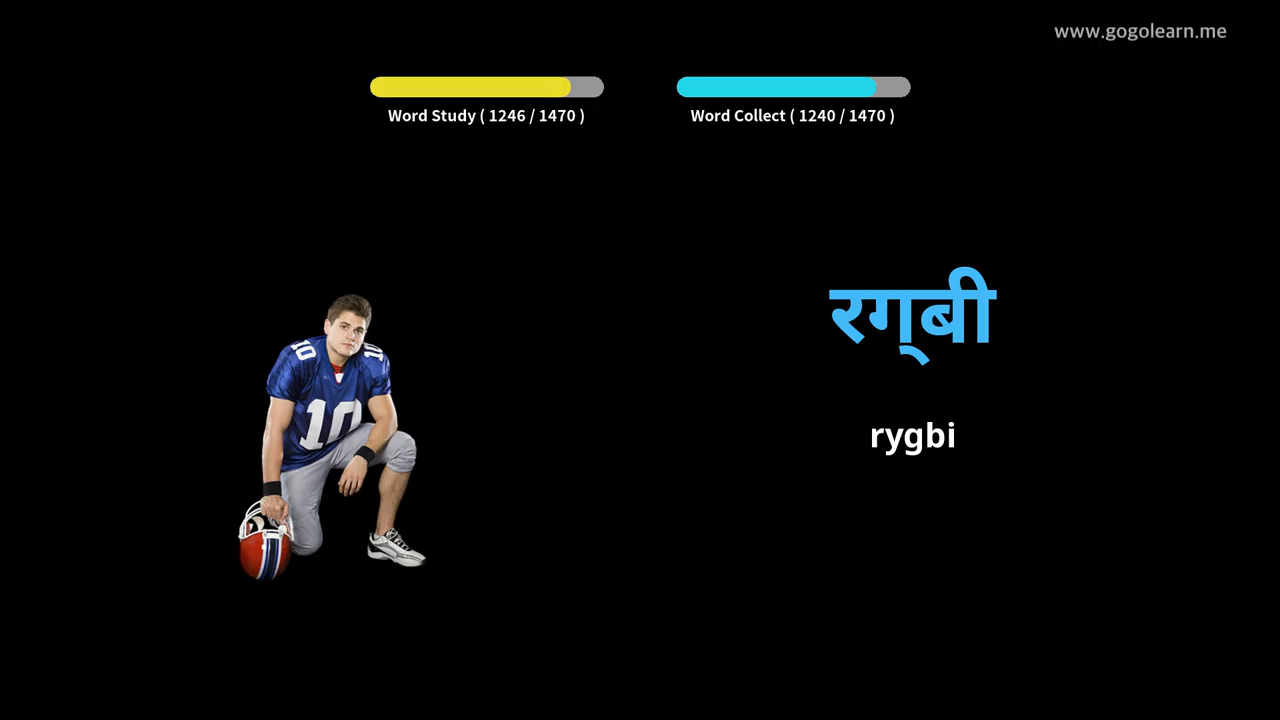 www.gogolearn.me
Word Study ( 1246 / 1470 )
Word Collect ( 1240 / 1470 )
रग्‌बी
rygbi
10
10
10